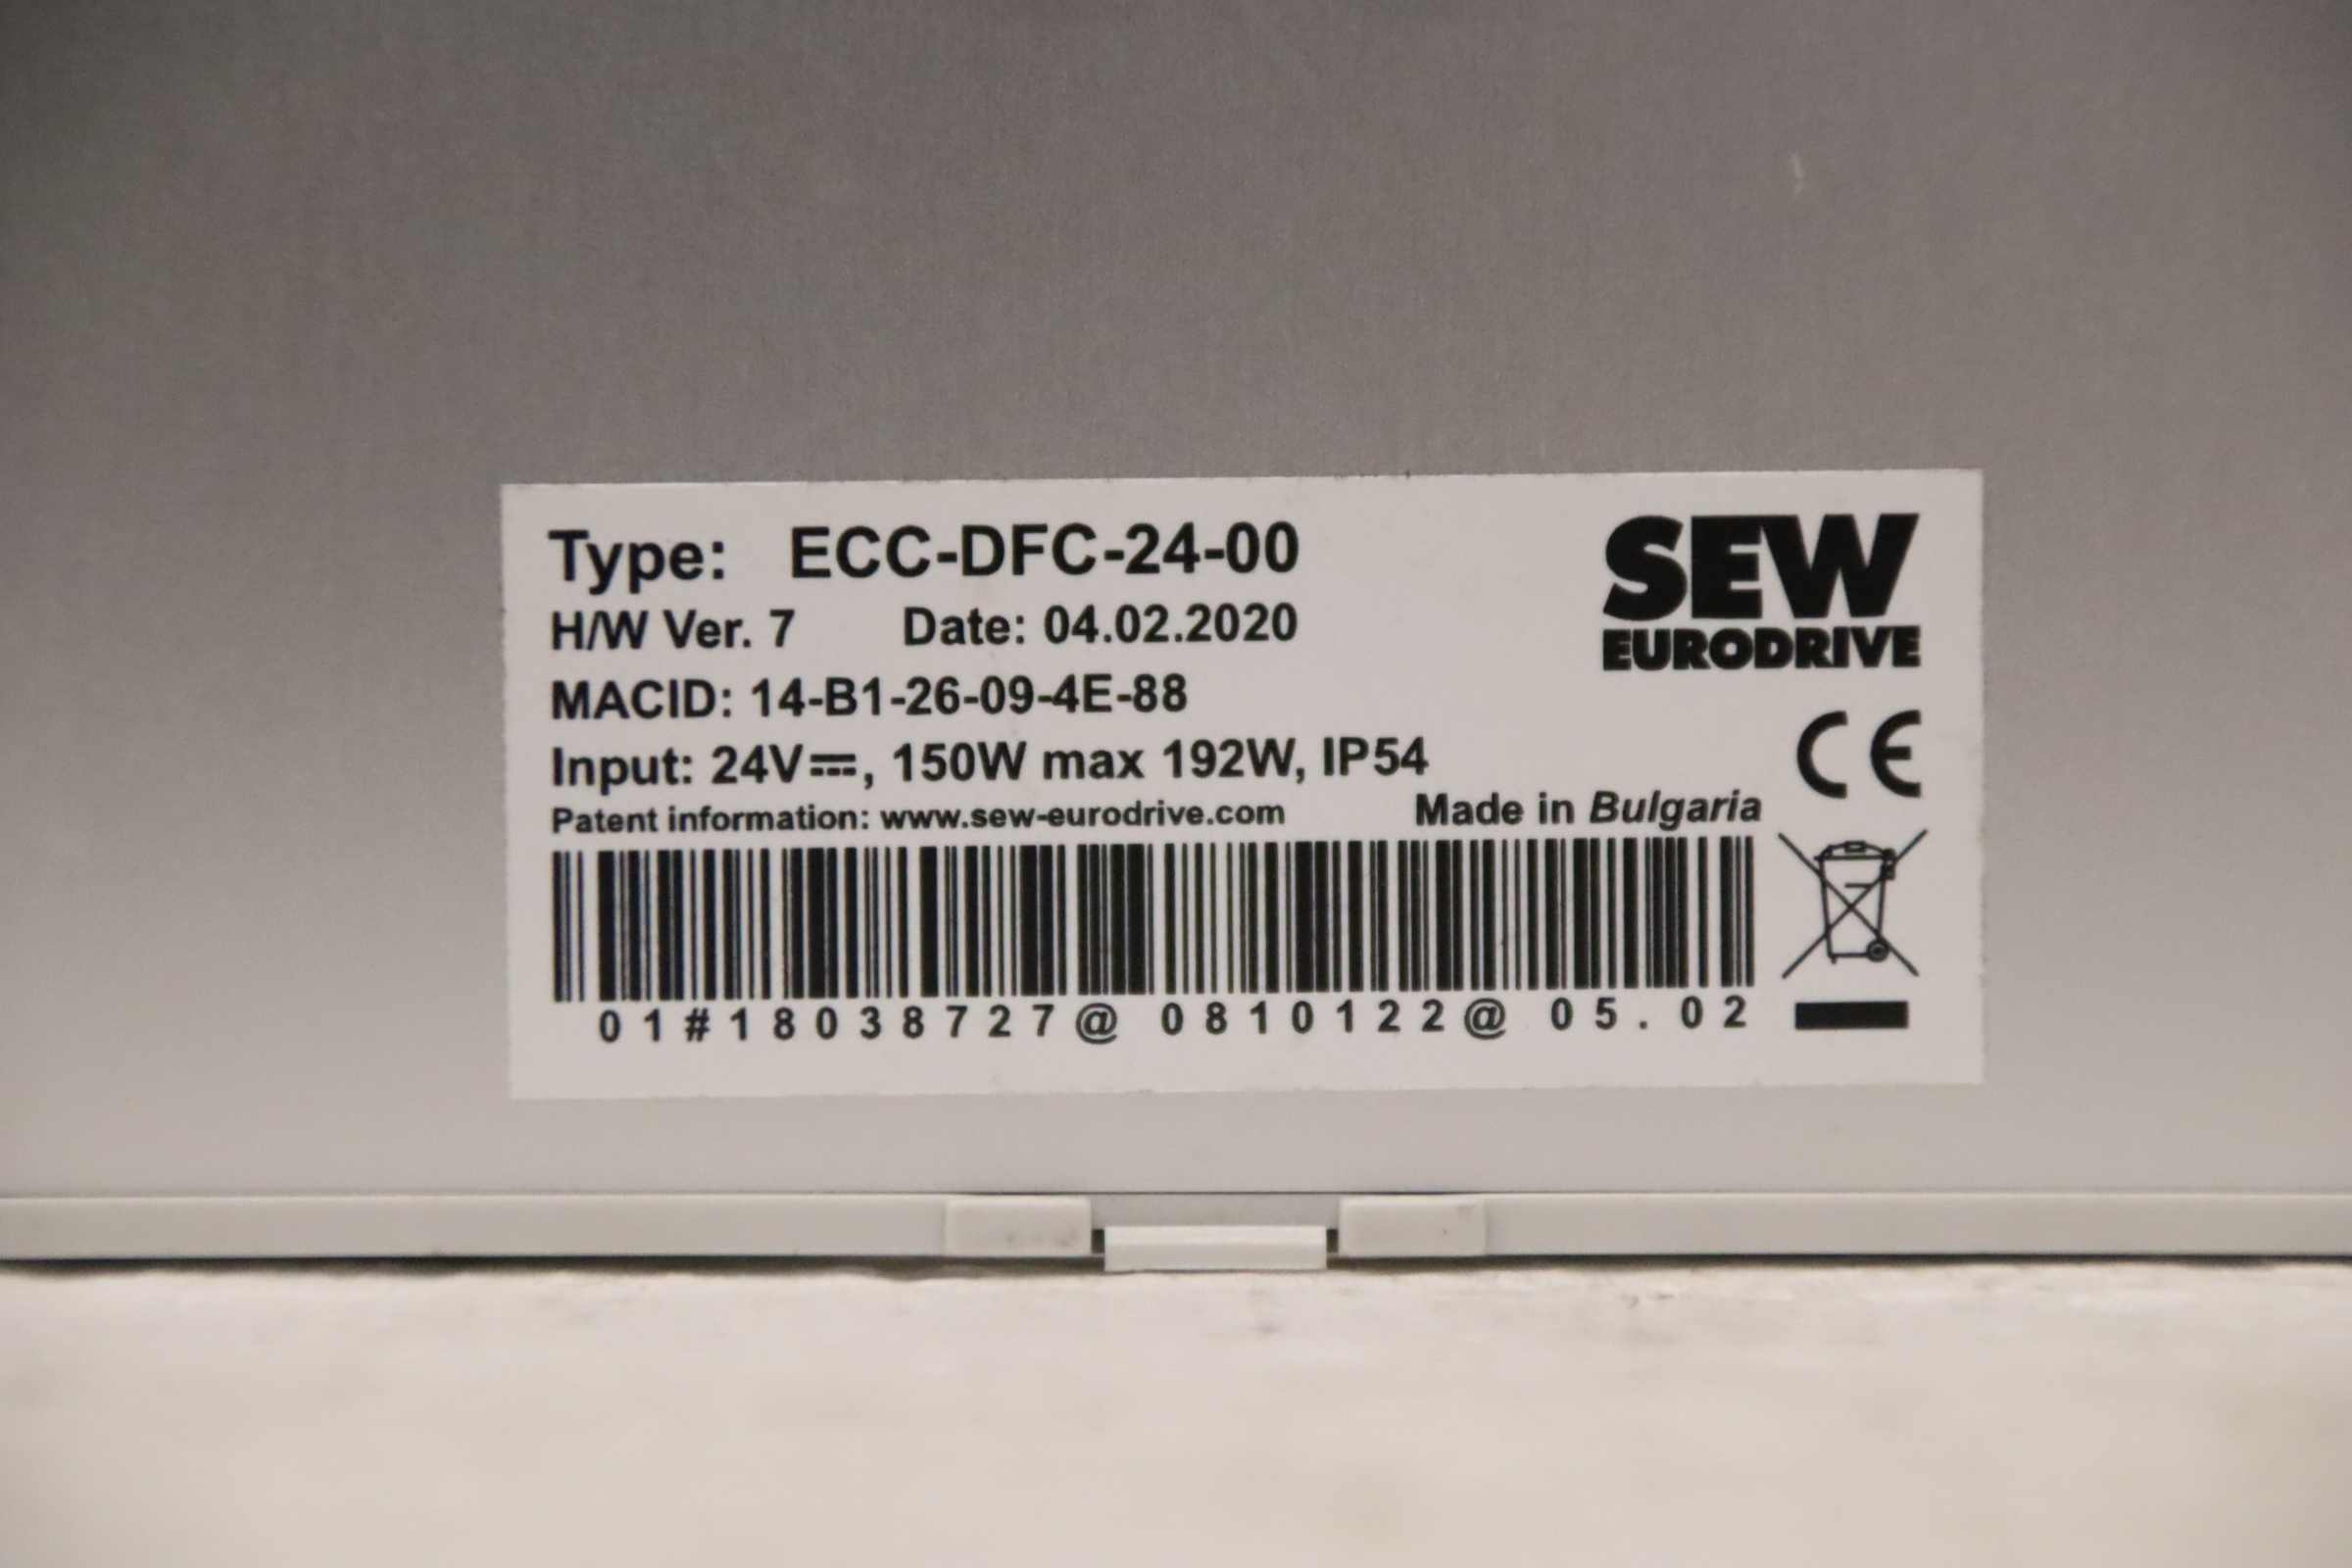 Type: ECC-DFC-24-00
SEW
EURODRIVE
H/W Ver. 7 Date: 04.02.2020
MACID: 14-B1-26-09-4E-88
Input: 24V⎓, 150W max 192W, IP54
CE
Patent information: www.sew-eurodrive.com Made in Bulgaria
01#18038727@ 0810122@ 05.02